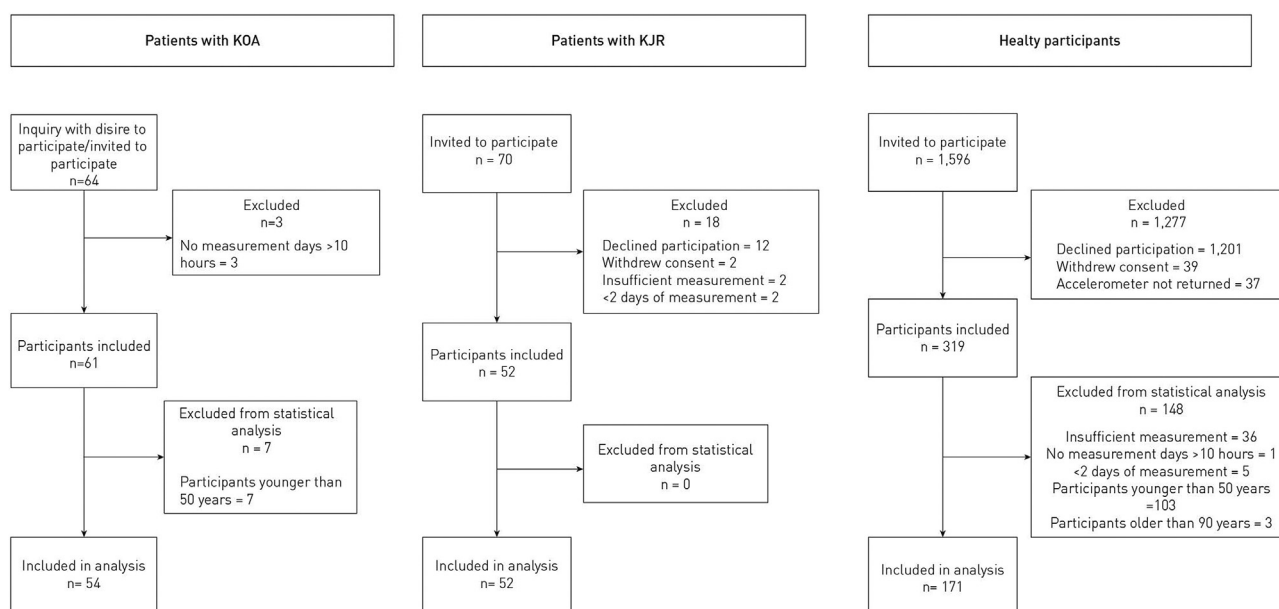 Patients with KOA
Inquiry with disire to
participate/invited to
participate
n=64
Excluded
n=3
No measurement days >10
hours = 3
Participants included
n=61
Excluded from statistical
analysis
n = 7
Participants younger than
50 years = 7
Included in analysis
n= 54
Patients with KJR
Invited to participate
n = 70
Excluded
n = 18
Declined participation = 12
Withdrew consent = 2
Insufficient measurement = 2
<2 days of measurement = 2
Participants included
n = 52
Excluded from statistical
analysis
n = 0
Included in analysis
n= 52
Healty participants
Invited to participate
n = 1,596
Excluded
n = 1,277
Declined participation = 1,201
Withdrew consent = 39
Accelerometer not returned = 37
Participants included
n = 319
Excluded from statistical analysis
n = 148
Insufficient measurement = 36
No measurement days >10 hours = 1
<2 days of measurement = 5
Participants younger than 50 years
=103
Participants older than 90 years = 3
Included in analysis
n= 171